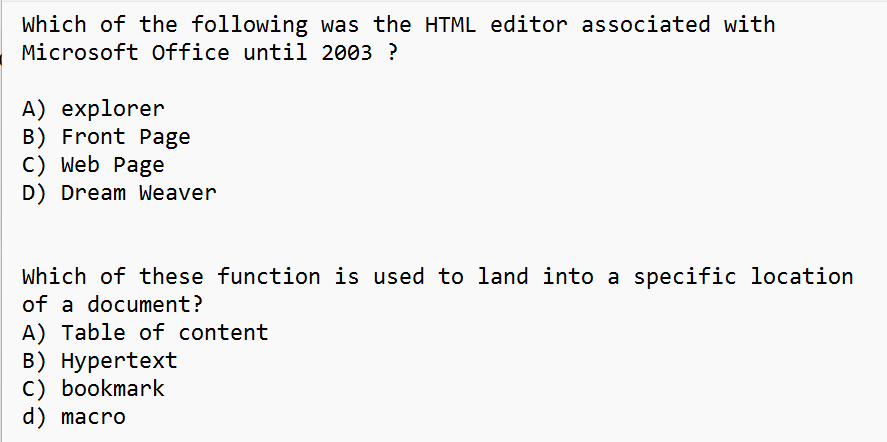 Which of the following was the HTML editor associated with
Microsoft Office until 2003 ?
A) explorer
B) Front Page
C) Web Page
D) Dream Weaver
Which of these function is used to land into a specific location
of a document?
A) Table of content
B) Hypertext
C) bookmark
d) macro